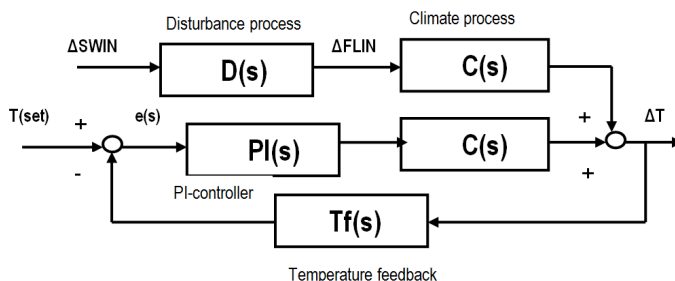 Disturbance process
Climate process
ΔSWIN
D(s)
ΔFLIN
C(s)
T(set)
+
e(s)
PI(s)
C(s)
+
ΔT
-
+
PI-controller
Tf(s)
Temperature feedback